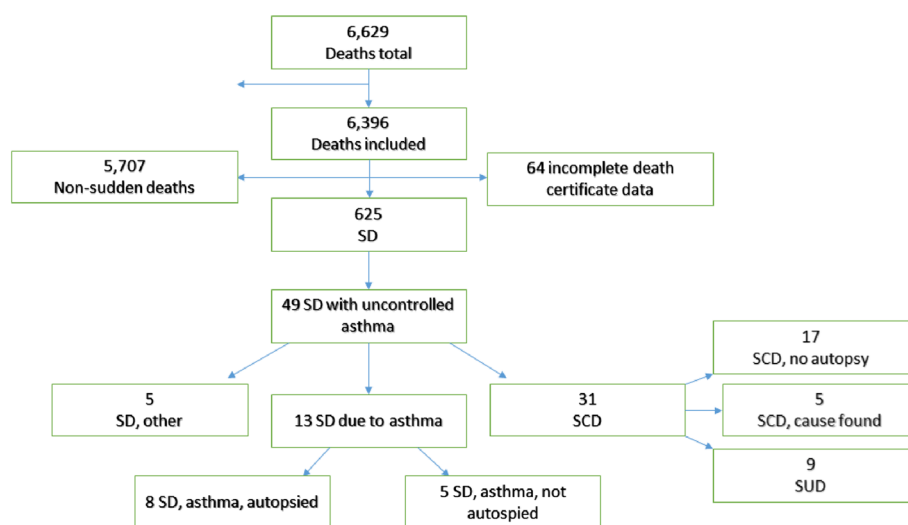 6,629
Deaths total
6,396
Deaths included
5,707
Non-sudden deaths
64 incomplete death
certificate data
625
SD
49 SD with uncontrolled
asthma
17
SCD, no autopsy
5
SD, other
13 SD due to asthma
31
SCD
5
SCD, cause found
9
SUD
8 SD, asthma, autopsied
5 SD, asthma, not
autospied